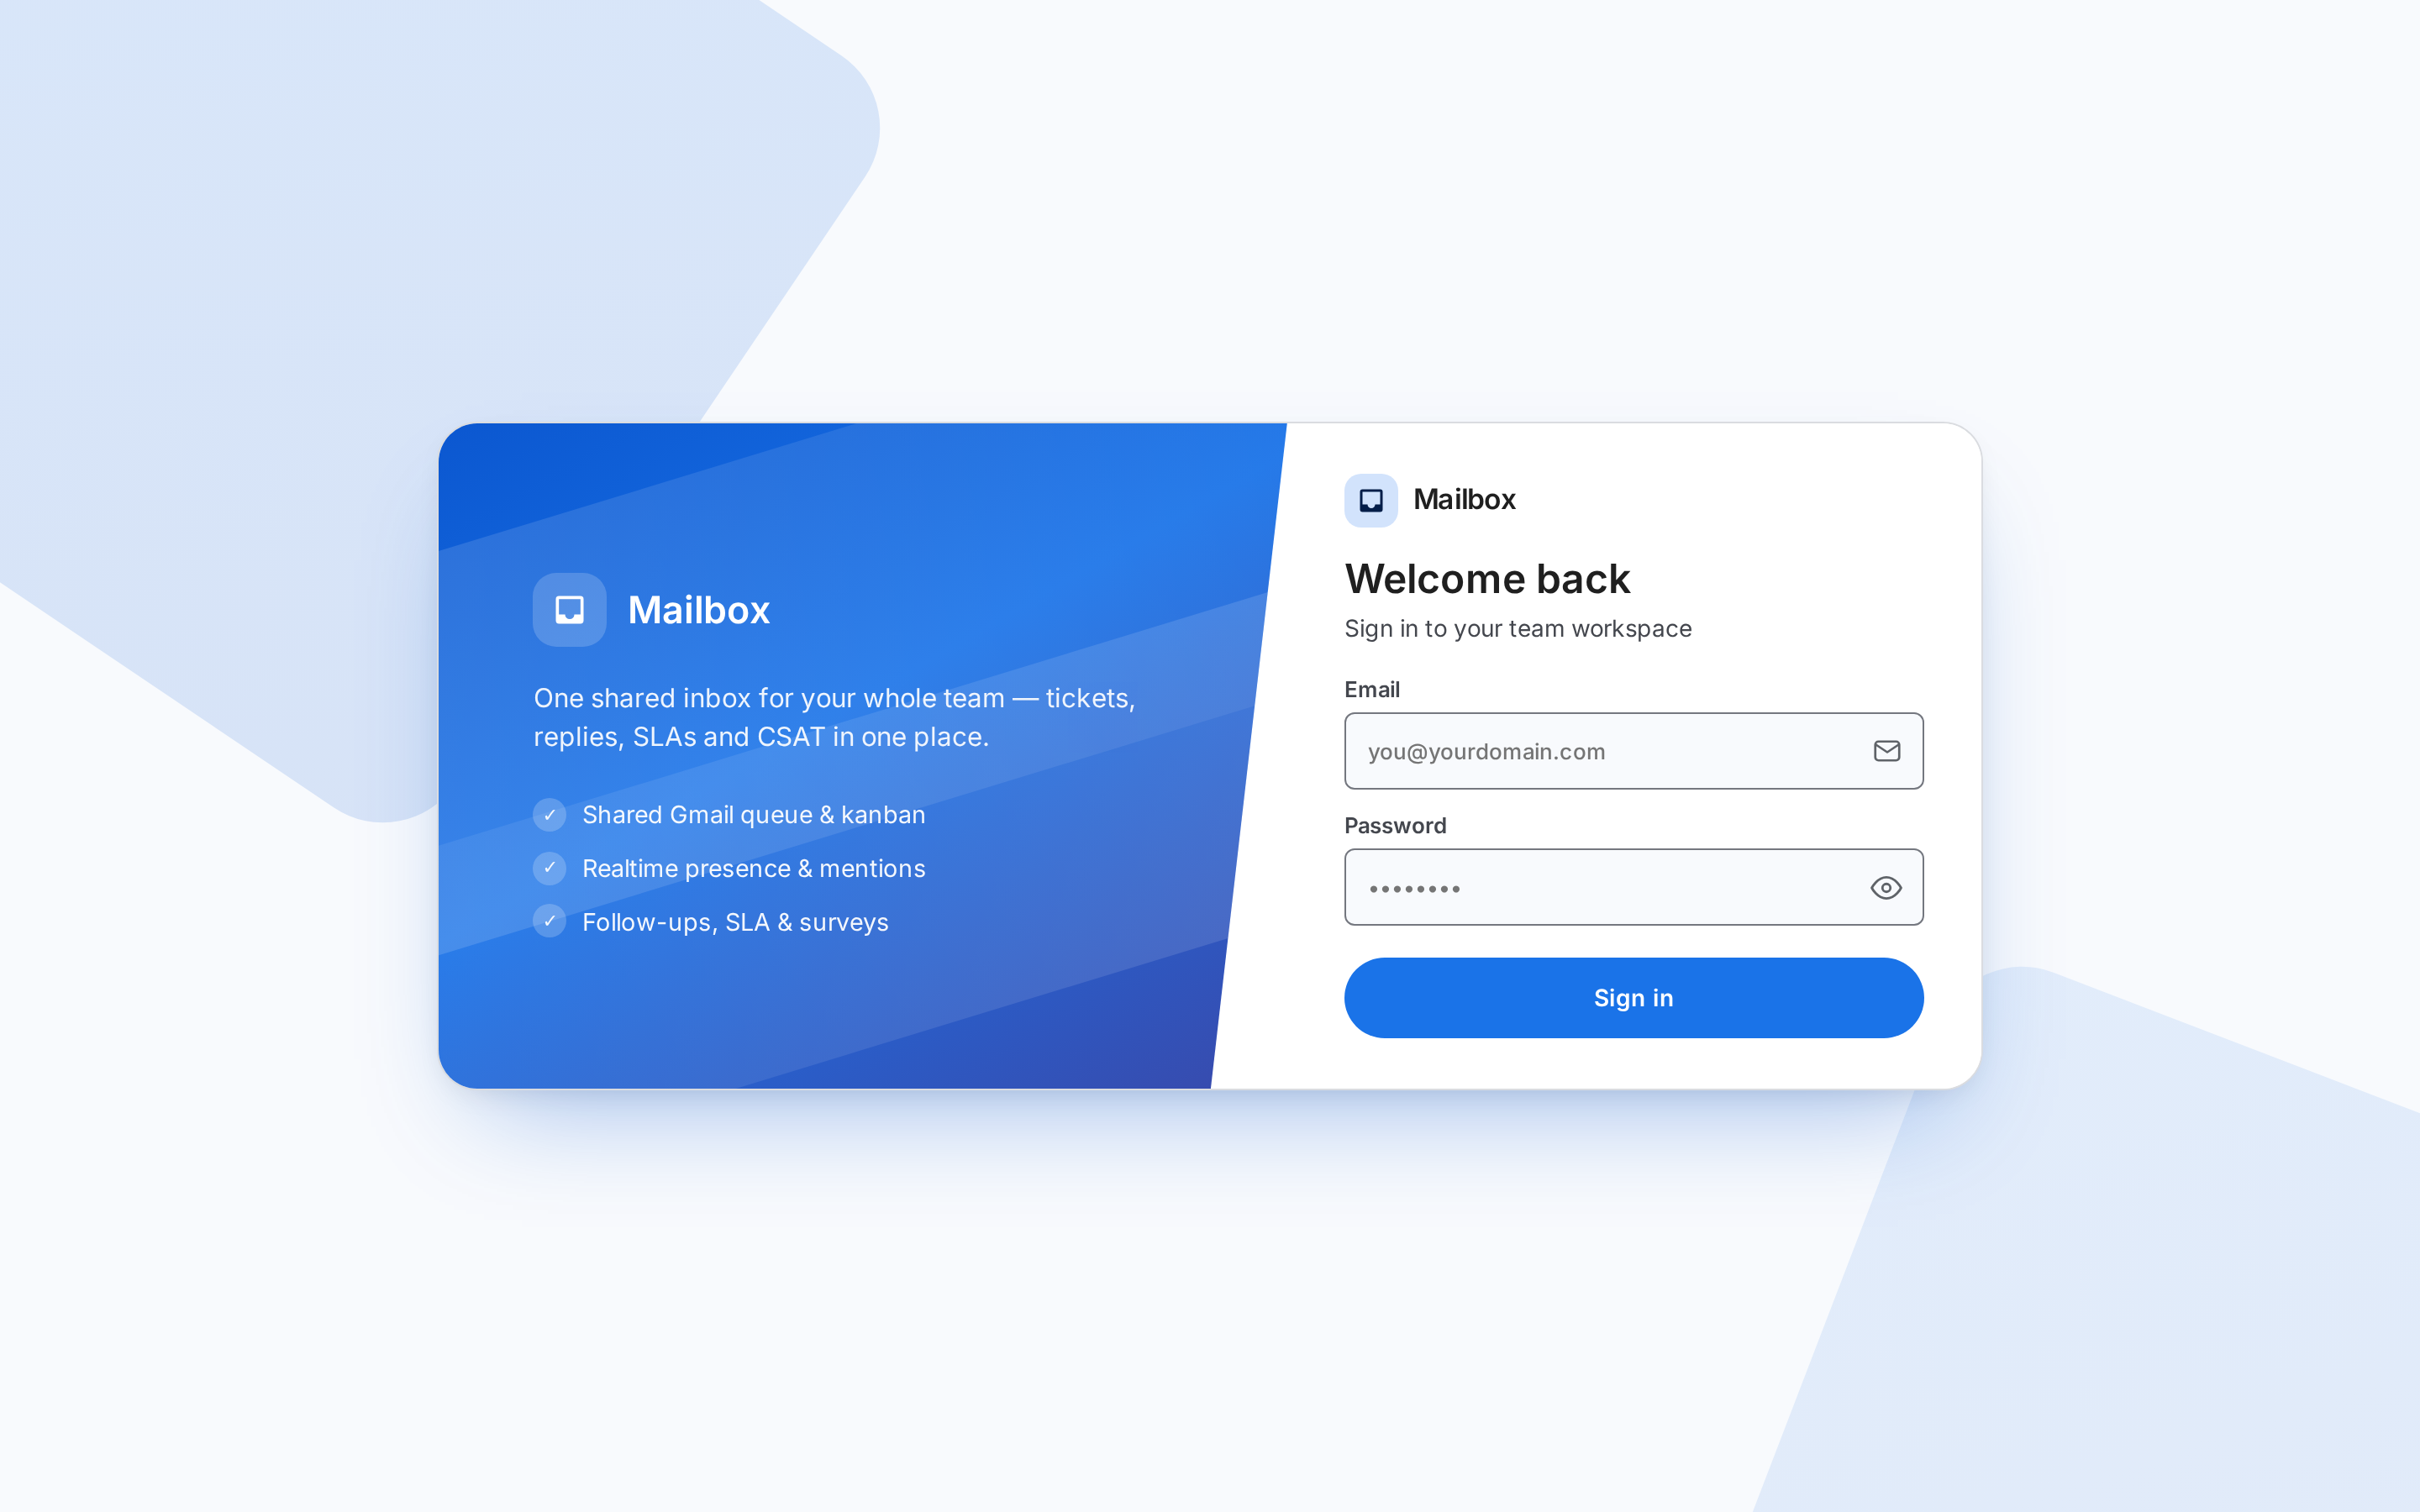 Mailbox
One shared inbox for your whole team — tickets,
replies, SLAs and CSAT in one place.
✓ Shared Gmail queue & kanban
✓ Realtime presence & mentions
✓ Follow-ups, SLA & surveys
Mailbox
Welcome back
Sign in to your team workspace
Email
you@yourdomain.com
Password
••••••••
Sign in